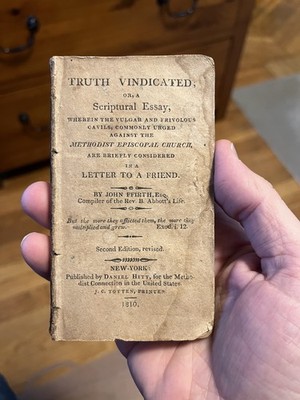 TRUTH VINDICATED;
OR, A
Scriptural Essay,
WHEREIN THE VULGAR AND FRIVOLOUS
CAVILS, COMMONLY URGED
AGAINST THE
METHODIST EPISCOPAL CHURCH,
ARE BRIEFLY CONSIDERED
IN A
LETTER TO A FRIEND.
BY JOHN FFIRTH, Esq.
Compiler of the Rev. B. Abbott's Life.
But the more they afflicted them, the more they
multiplied and grew. Exod. i. 12.
Second Edition, revised.
NEW-YORK:
Published by DANIEL HITT, for the Metho-
dist Connection in the United States.
J. C. TOTTEN, PRINTER.
1810.